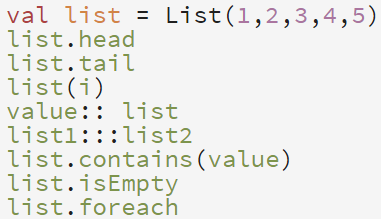 val list = List(1,2,3,4,5)
list.head
list.tail
list(i)
value:: list
list1:::list2
list.contains(value)
list.isEmpty
list.foreach